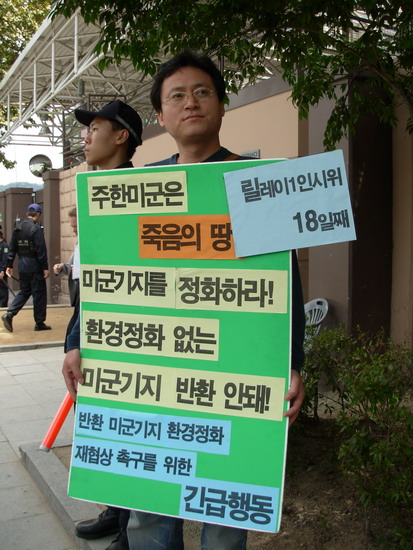 주한미군은
죽음의 땅
릴레이1인시위
18일째
미군기지를 정화하라!
환경정화 없는
미군기지 반환 안돼!
반환 미군기지 환경정화
재협상 촉구를 위한
긴급행동